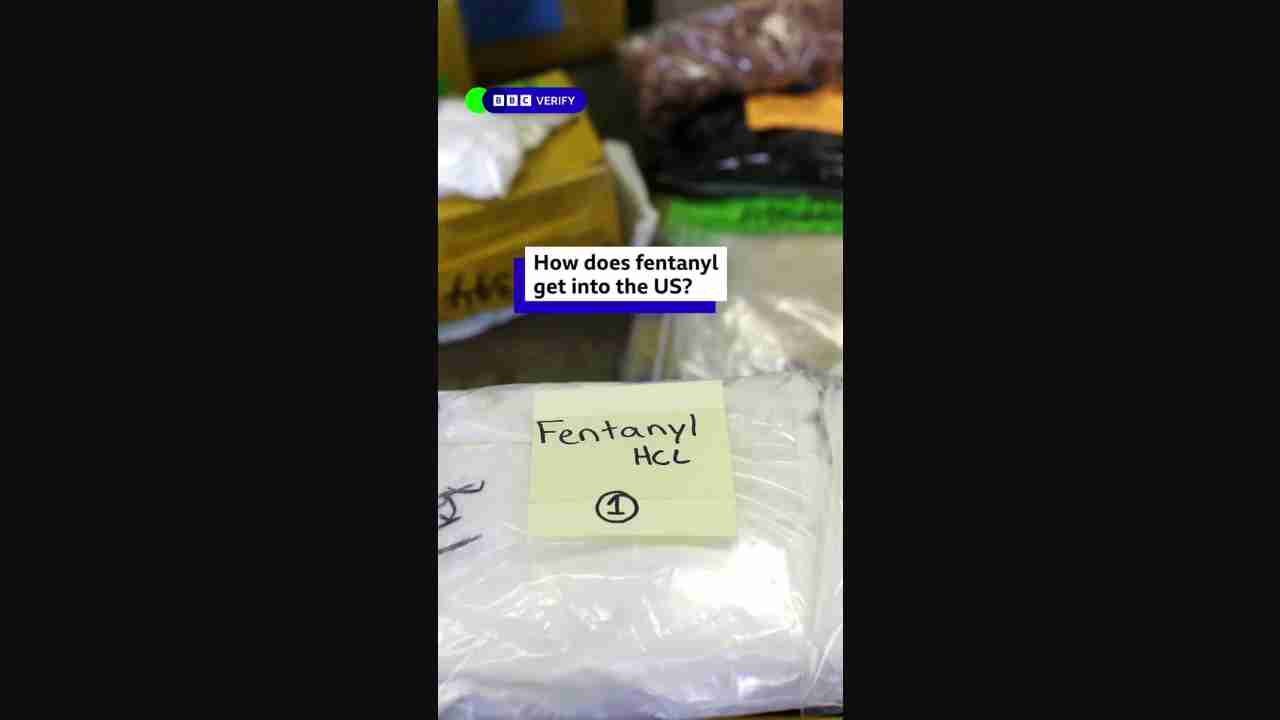 BBC VERIFY
How does fentanyl
get into the US?
Fentanyl
HCL
1